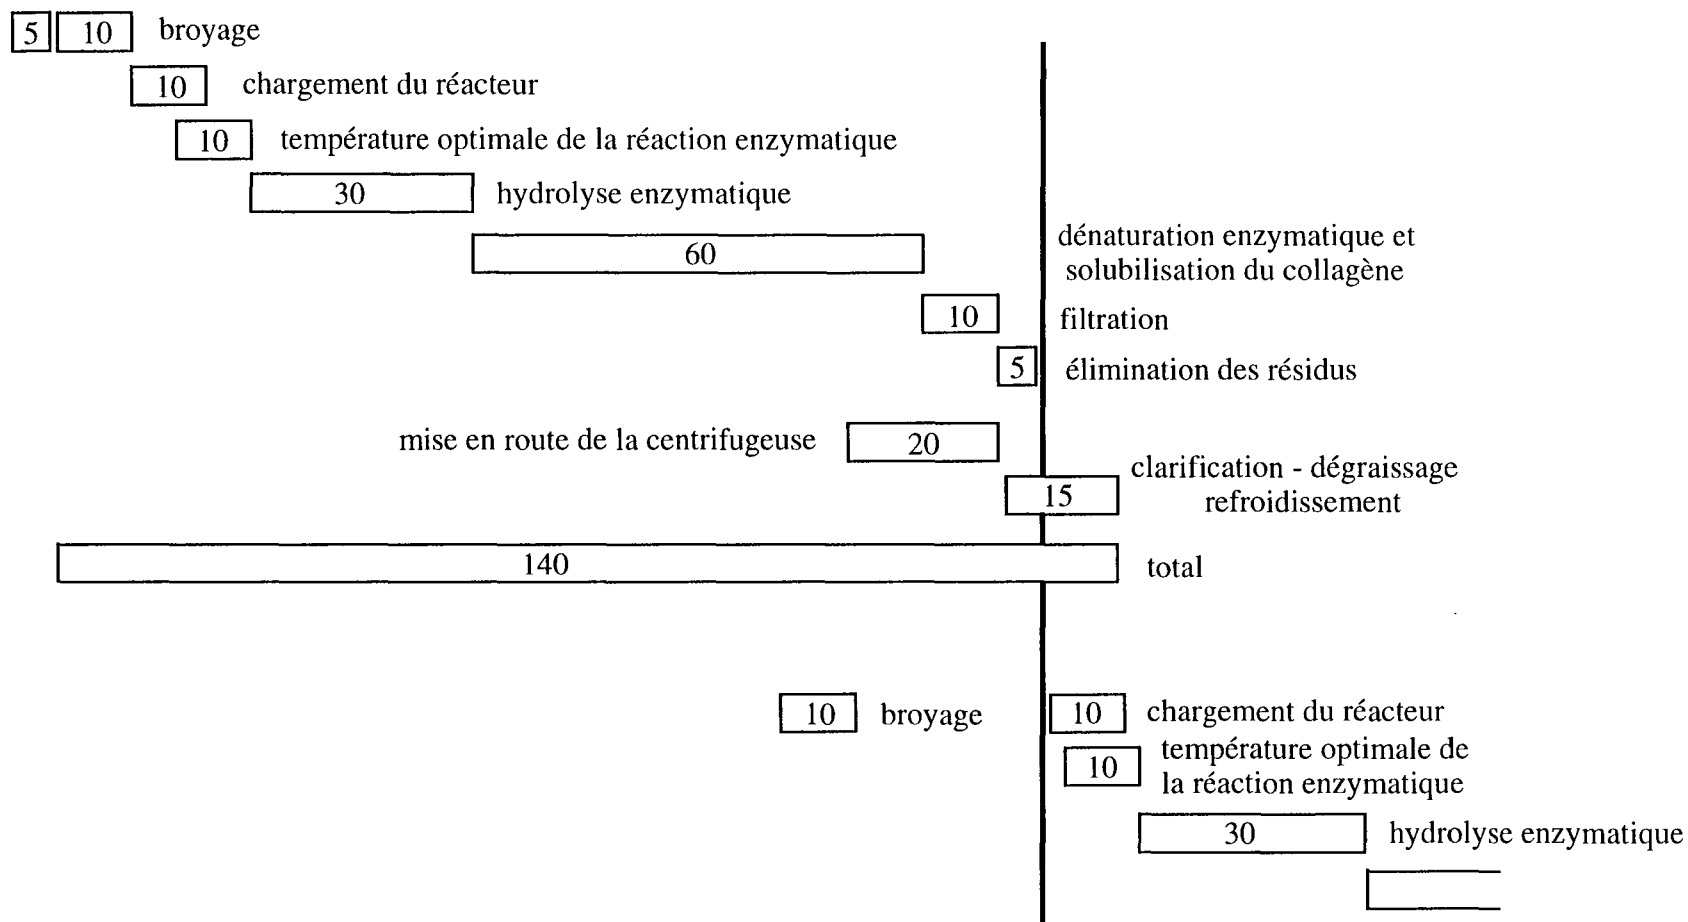 5 10 broyage
10 chargement du réacteur
10 température optimale de la réaction enzymatique
30 hydrolyse enzymatique
60
dénaturation enzymatique et
solubilisation du collagène
10 filtration
5 élimination des résidus
mise en route de la centrifugeuse 20
15
clarification - dégraissage
refroidissement
140 total
10 broyage
10 chargement du réacteur
10
température optimale de
la réaction enzymatique
30 hydrolyse enzymatique